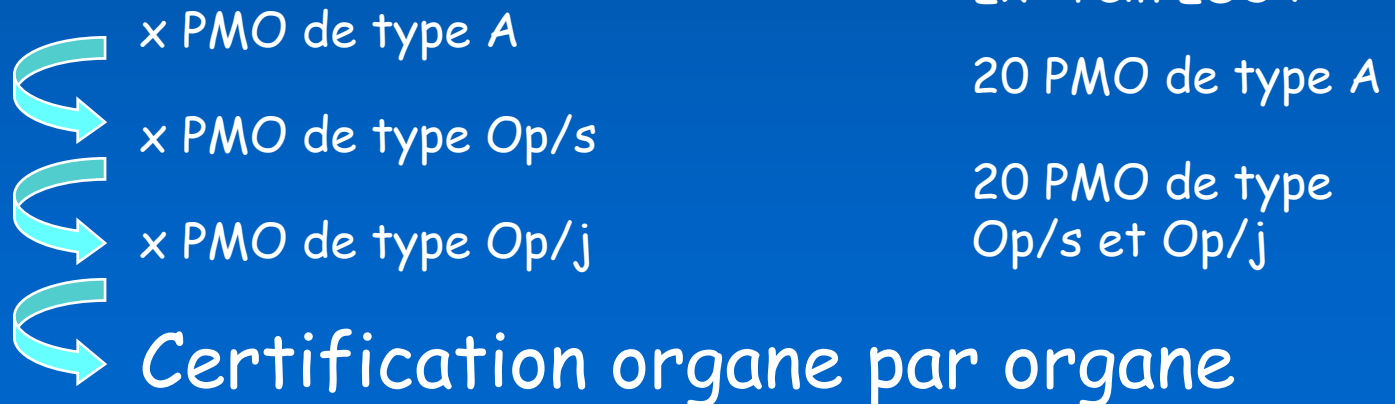 x PMO de type A
x PMO de type Op/s
x PMO de type Op/j
Certification organe par organe
20 PMO de type A
20 PMO de type
Op/s et Op/j